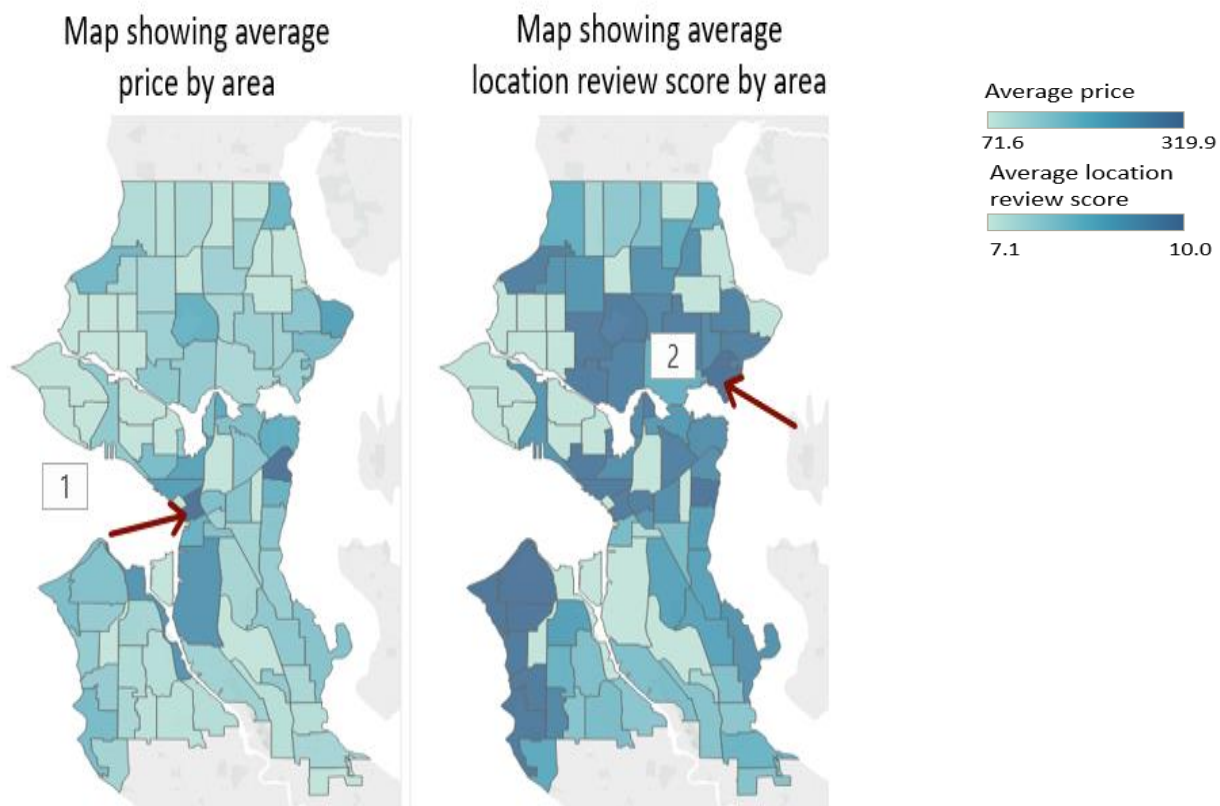 Map showing average
price by area
Map showing average
location review score by area
Average price
71.6 319.9
Average location
review score
7.1 10.0
1
2